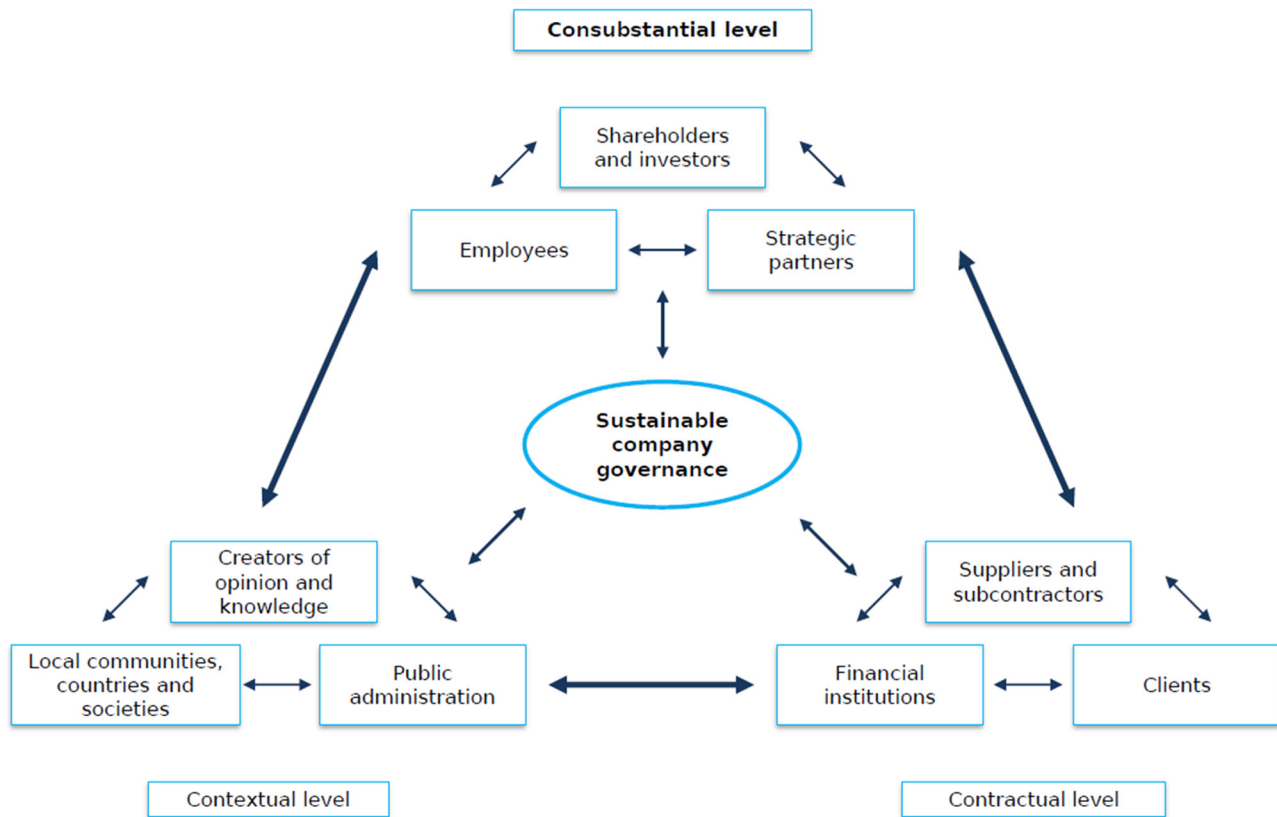 Consubstantial level
Shareholders
and investors
Employees
Strategic
partners
Sustainable
company
governance
Creators of
opinion and
knowledge
Suppliers and
subcontractors
Local communities,
countries and
societies
Public
administration
Financial
institutions
Clients
Contextual level
Contractual level